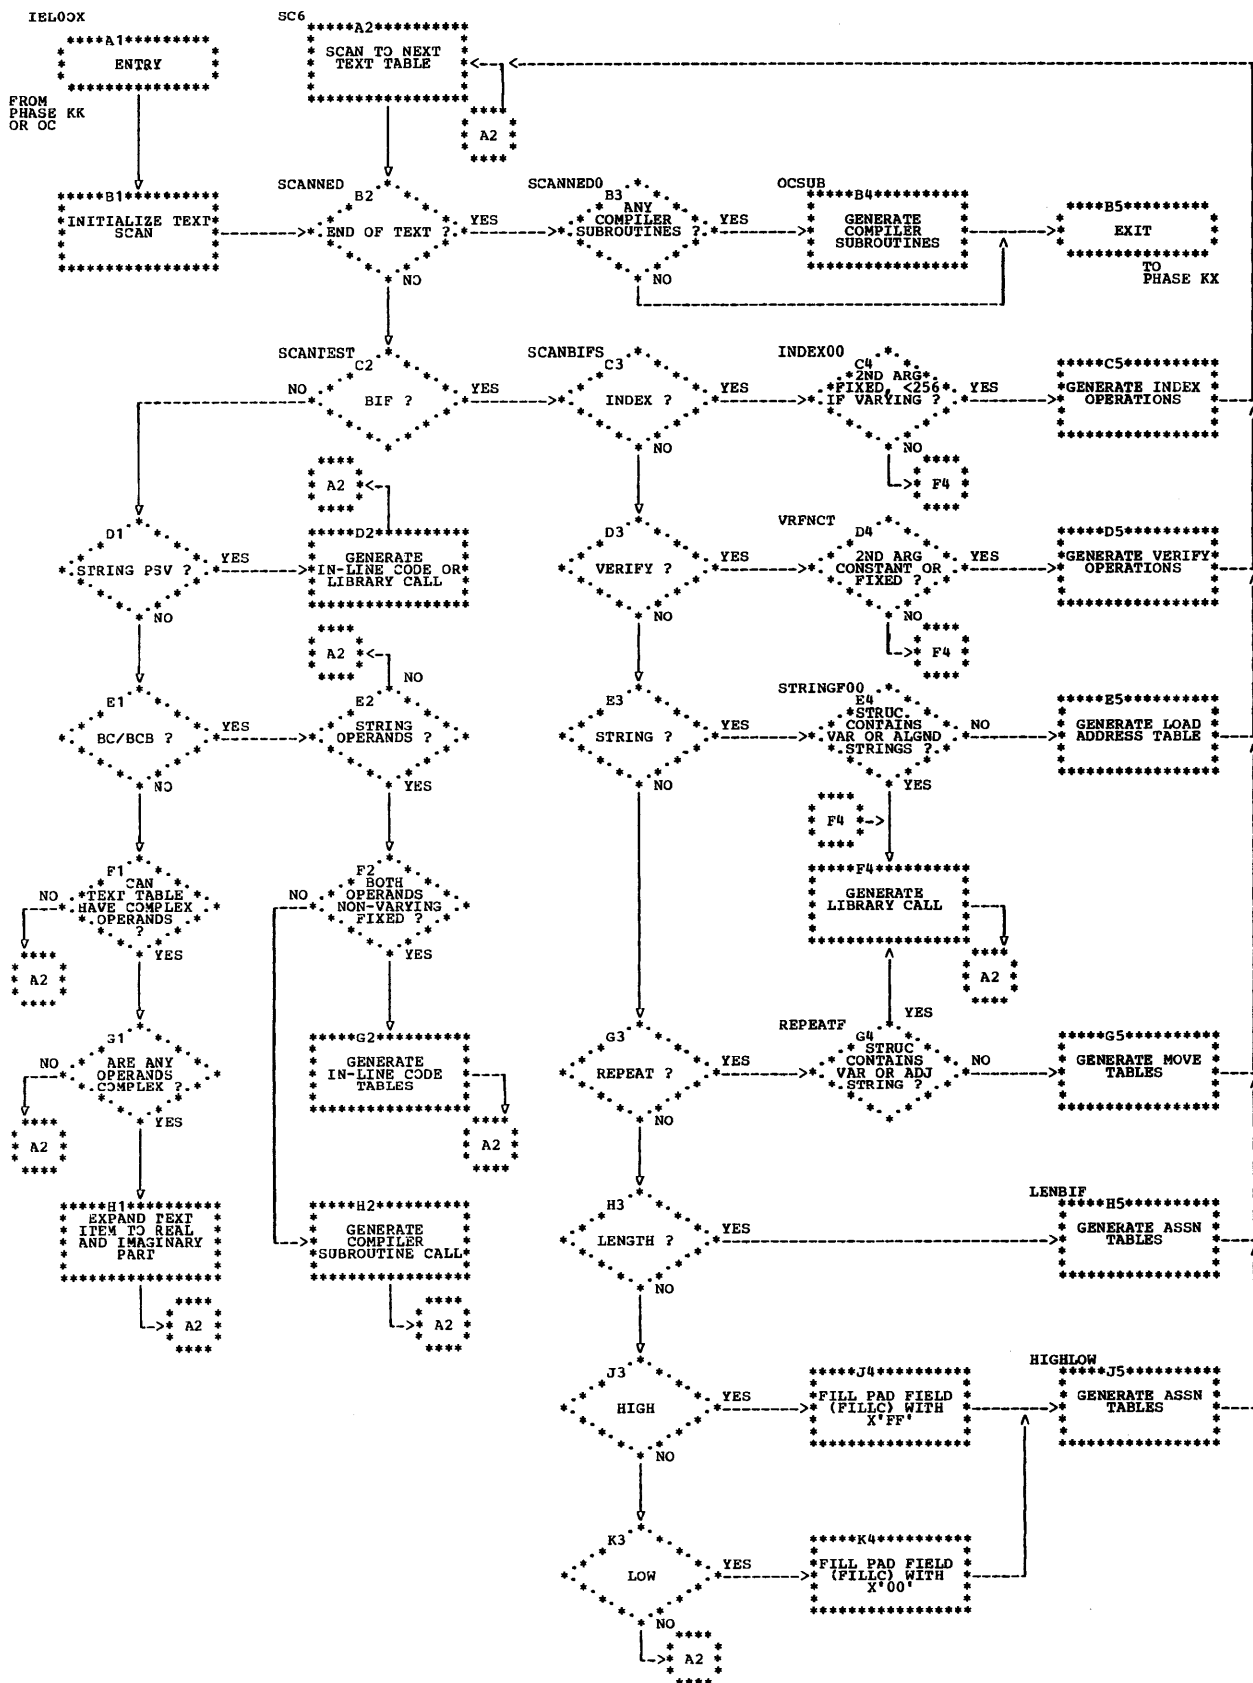 IEL0OX
SC6
A1
ENTRY
A2
SCAN TO NEXT
TEXT TABLE
FROM
PHASE KK
OR OC
A2
B1
INITIALIZE TEXT
SCAN
SCANNED
B2
END OF TEXT ?
YES
NO
SCANNED0
B3
ANY
COMPILER
SUBROUTINES ?
YES
NO
OCSUB
B4
GENERATE
COMPILER
SUBROUTINES
B5
EXIT
TO
PHASE KX
SCANTEST
C2
BIF ?
NO
YES
SCANBIFS
C3
INDEX ?
YES
NO
INDEX00
C4
2ND ARG
FIXED, <256
IF VARYING ?
YES
NO
F4
C5
GENERATE INDEX
OPERATIONS
A2
D1
STRING PSV ?
YES
NO
D2
GENERATE
IN-LINE CODE OR
LIBRARY CALL
D3
VERIFY ?
YES
NO
VRFNCT
D4
2ND ARG
CONSTANT OR
FIXED ?
YES
NO
F4
D5
GENERATE VERIFY
OPERATIONS
A2
NO
E1
BC/BCB ?
YES
NO
E2
STRING
OPERANDS ?
YES
E3
STRING ?
YES
NO
STRINGF00
E4
STRUC.
CONTAINS
VAR OR ALGND
STRINGS ?
NO
YES
E5
GENERATE LOAD
ADDRESS TABLE
F4
F1
CAN
TEXT TABLE
HAVE COMPLEX
OPERANDS
?
NO
YES
A2
F2
BOTH
OPERANDS
NON-VARYING
FIXED ?
NO
YES
F4
GENERATE
LIBRARY CALL
A2
G1
ARE ANY
OPERANDS
COMPLEX ?
NO
YES
A2
G2
GENERATE
IN-LINE CODE
TABLES
A2
G3
REPEAT ?
YES
NO
REPEATF
YES
G4
STRUC
CONTAINS
VAR OR ADJ
STRING ?
NO
G5
GENERATE MOVE
TABLES
H1
EXPAND TEXT
ITEM TO REAL
AND IMAGINARY
PART
A2
H2
GENERATE
COMPILER
SUBROUTINE CALL
A2
H3
LENGTH ?
YES
NO
LENBIF
H5
GENERATE ASSN
TABLES
J3
HIGH
YES
NO
J4
FILL PAD FIELD
(FILLC) WITH
X'FF'
HIGHLOW
J5
GENERATE ASSN
TABLES
K3
LOW
YES
NO
K4
FILL PAD FIELD
(FILLC) WITH
X'00'
A2